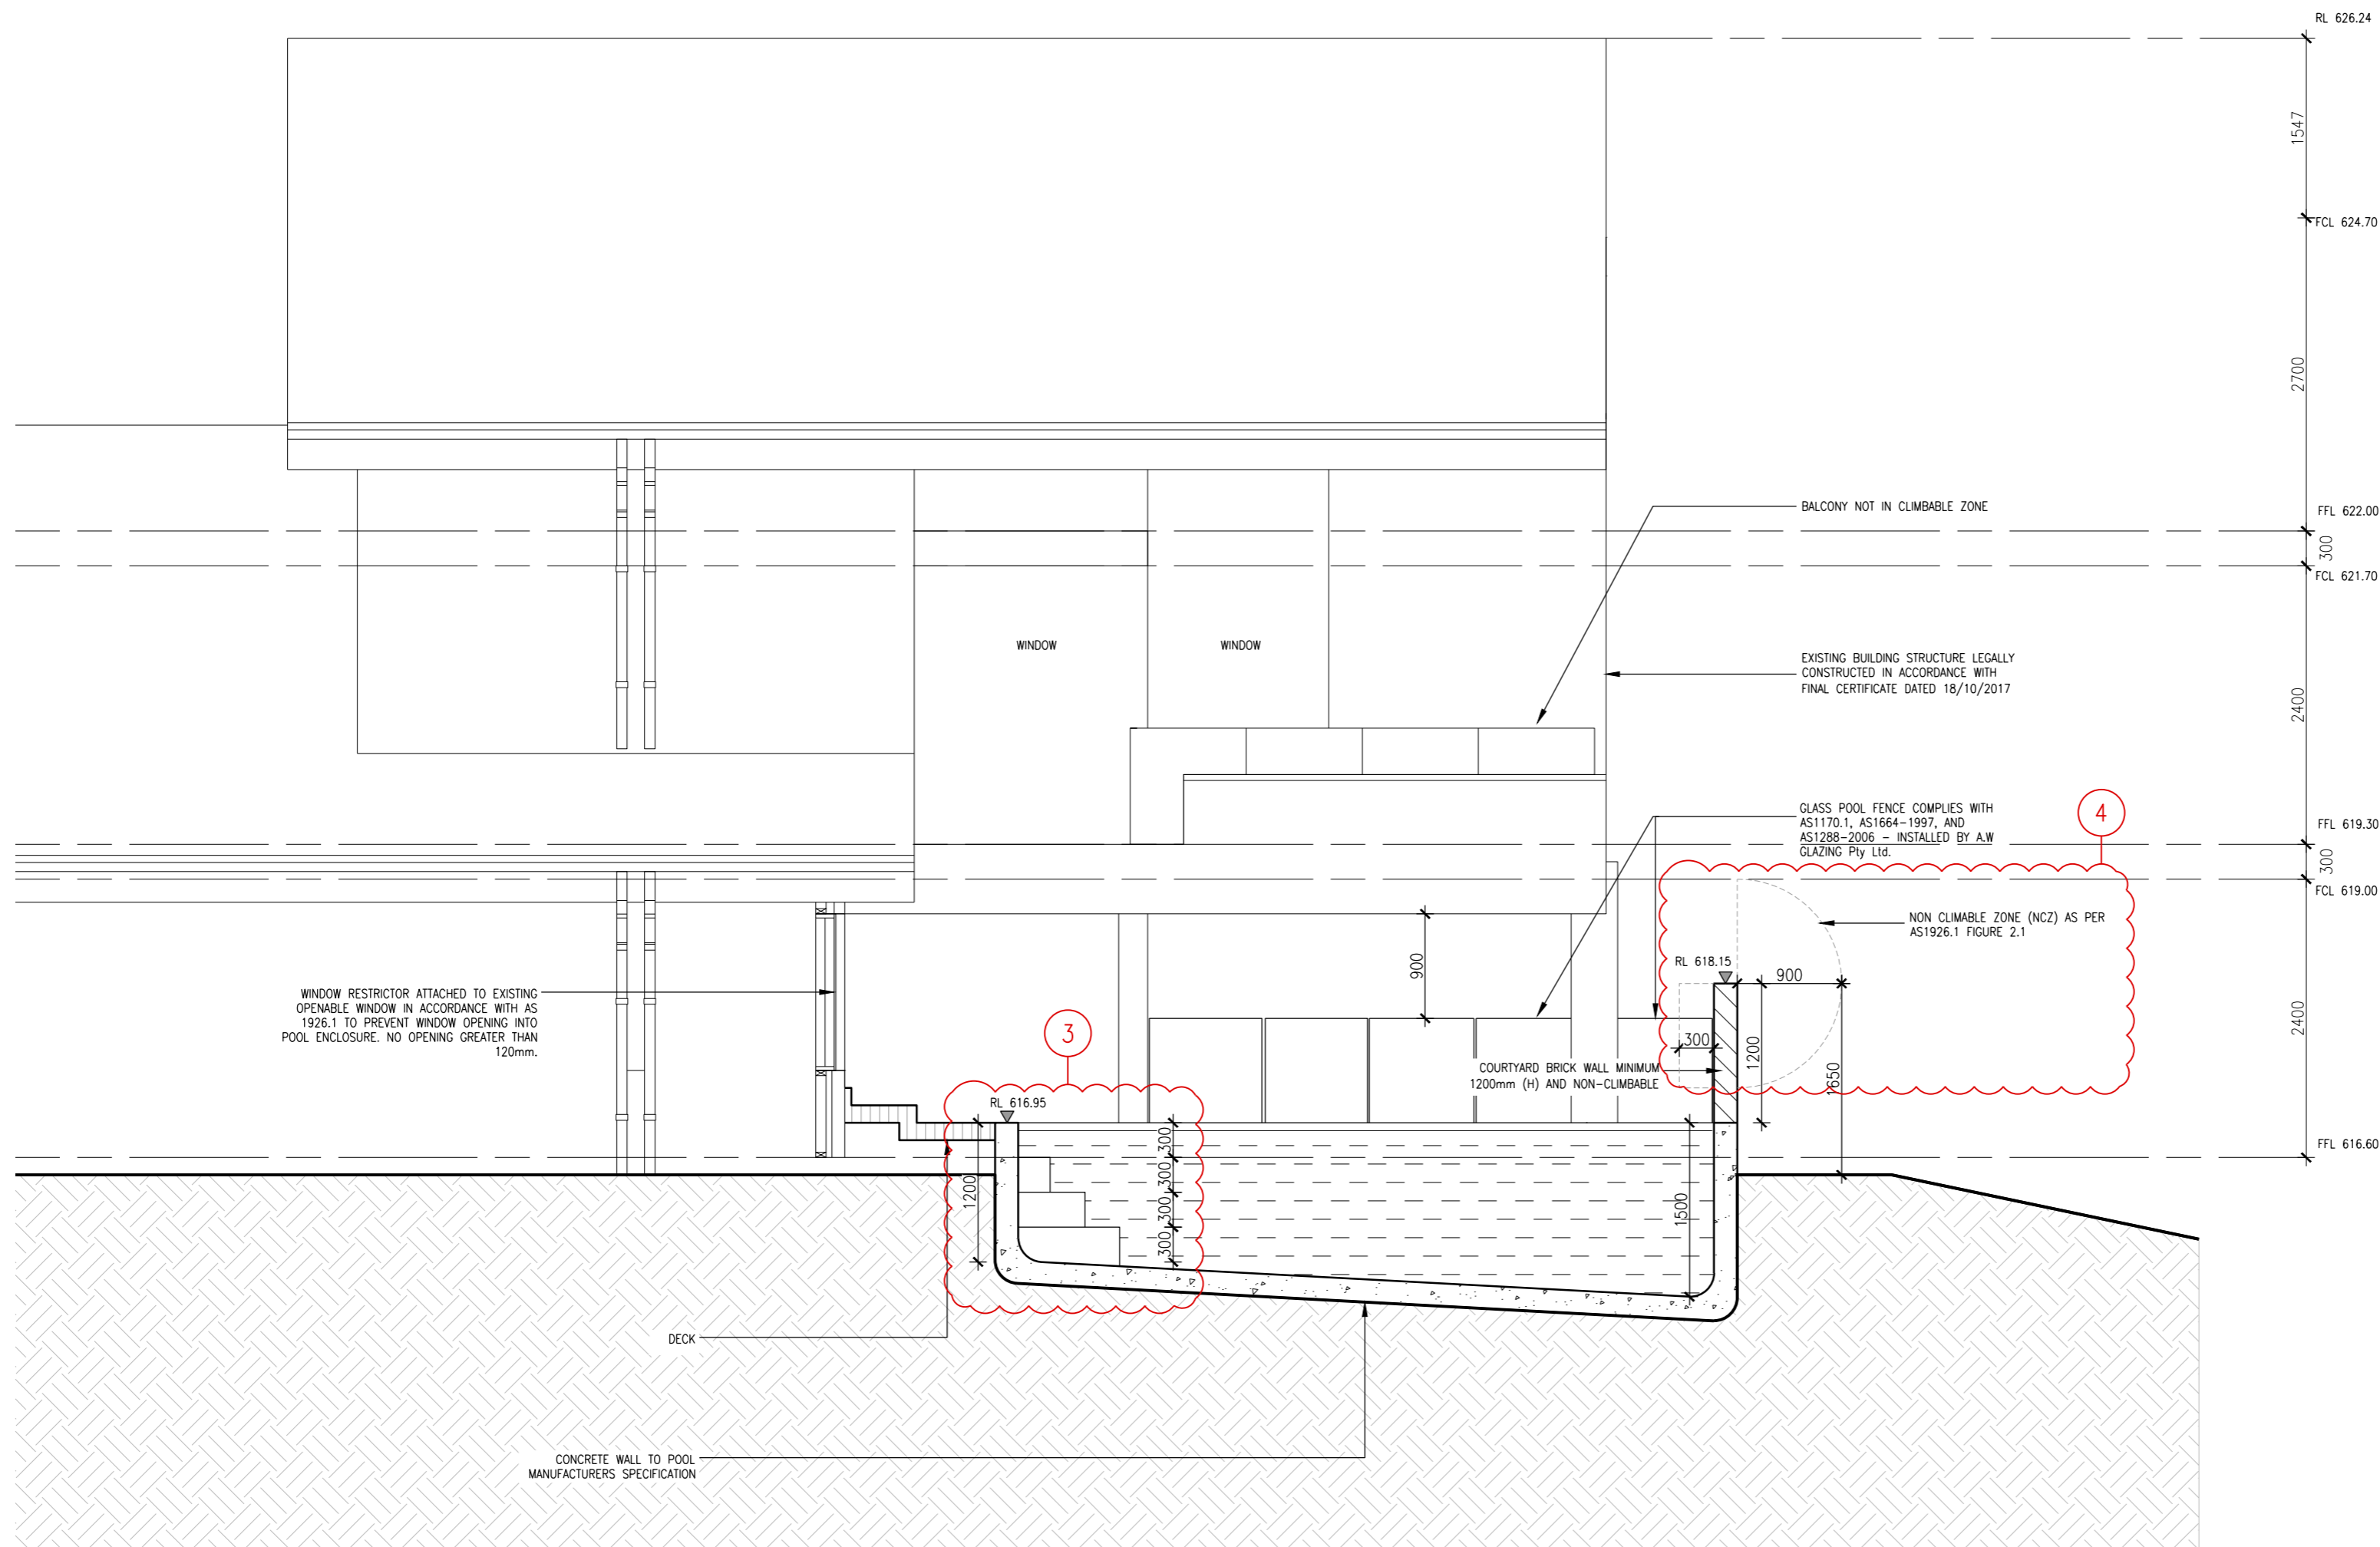 RL 626.24
1547
FCL 624.70
2700
BALCONY NOT IN CLIMBABLE ZONE
FFL 622.00
300
FCL 621.70
WINDOW
WINDOW
EXISTING BUILDING STRUCTURE LEGALLY
CONSTRUCTED IN ACCORDANCE WITH
FINAL CERTIFICATE DATED 18/10/2017
2400
GLASS POOL FENCE COMPLIES WITH
AS1170.1, AS1664-1997, AND
AS1288-2006 - INSTALLED BY A.W
GLAZING Pty Ltd.
4
FFL 619.30
300
FCL 619.00
NON CLIMABLE ZONE (NCZ) AS PER
AS1926.1 FIGURE 2.1
RL 618.15
900
900
WINDOW RESTRICTOR ATTACHED TO EXISTING
OPENABLE WINDOW IN ACCORDANCE WITH AS
1926.1 TO PREVENT WINDOW OPENING INTO
POOL ENCLOSURE. NO OPENING GREATER THAN
120mm.
3
300
1200
1650
2400
COURTYARD BRICK WALL MINIMUM
1200mm (H) AND NON-CLIMBABLE
RL 616.95
FFL 616.60
300
300
300
300
1200
1500
DECK
CONCRETE WALL TO POOL
MANUFACTURERS SPECIFICATION